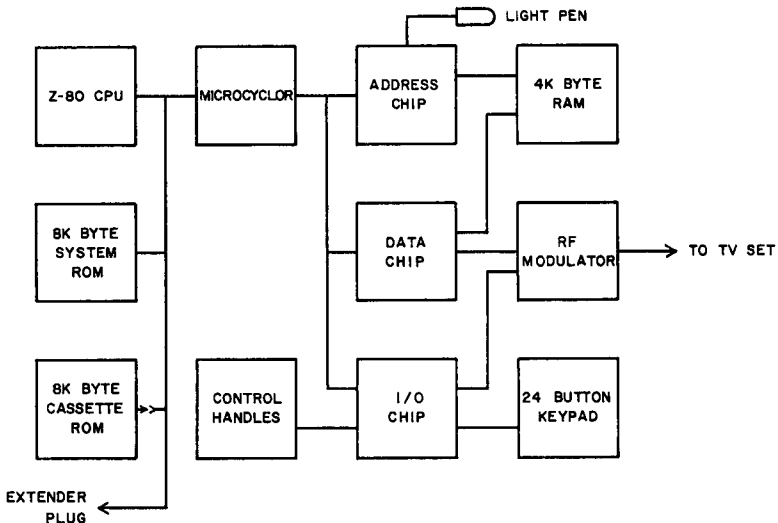 LIGHT PEN
Z-80 CPU
MICROCYCLOR
ADDRESS
CHIP
4K BYTE
RAM
8K BYTE
SYSTEM
ROM
DATA
CHIP
RF
MODULATOR
TO TV SET
8K BYTE
CASSETTE
ROM
CONTROL
HANDLES
I/O
CHIP
24 BUTTON
KEYPAD
EXTENDER
PLUG